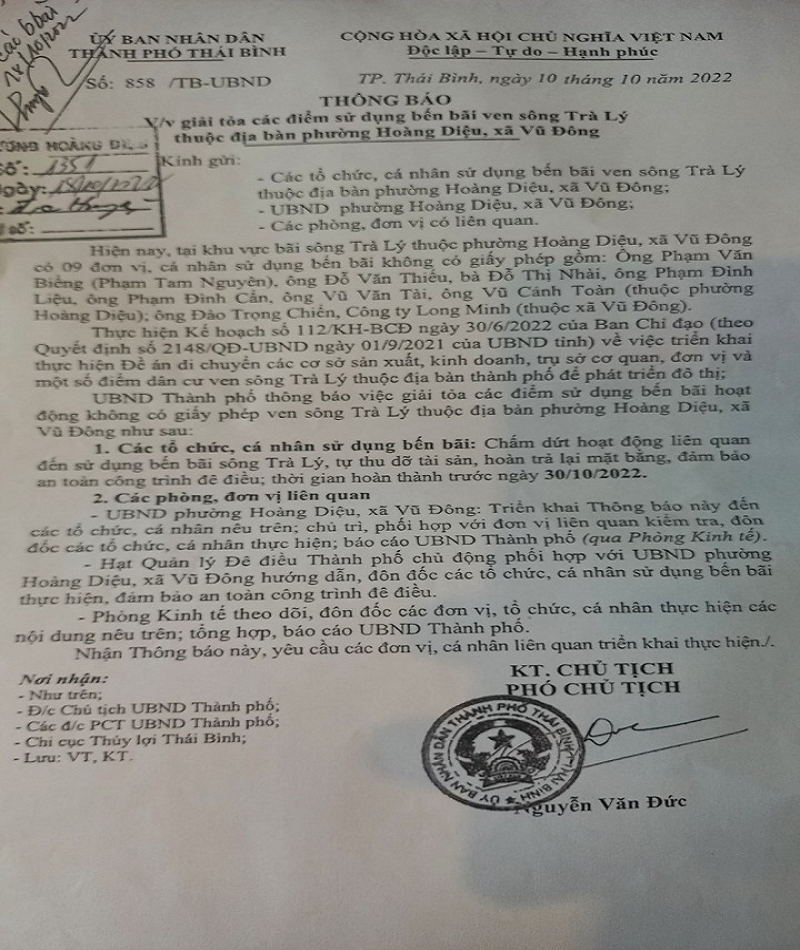 ỦY BAN NHÂN DÂN
THÀNH PHỐ THÁI BÌNH
CỘNG HÒA XÃ HỘI CHỦ NGHĨA VIỆT NAM
Độc lập – Tự do – Hạnh phúc
Số: 858 /TB-UBND
TP. Thái Bình, ngày 10 tháng 10 năm 2022
THÔNG BÁO
V/v giải tỏa các điểm sử dụng bến bãi ven sông Trà Lý
thuộc địa bàn phường Hoàng Diệu, xã Vũ Đông
HOÀNG DIỆU
Số: 1351
Kính gửi:
- Các tổ chức, cá nhân sử dụng bến bãi ven sông Trà Lý
thuộc địa bàn phường Hoàng Diệu, xã Vũ Đông;
- UBND phường Hoàng Diệu, xã Vũ Đông;
- Các phòng, đơn vị có liên quan.
Hiện nay, tại khu vực bãi sông Trà Lý thuộc phường Hoàng Diệu, xã Vũ Đông
có 09 đơn vị, cá nhân sử dụng bến bãi không có giấy phép gồm: Ông Phạm Văn
Biểng (Phạm Tam Nguyên), ông Đỗ Văn Thiều, bà Đỗ Thị Nhài, ông Phạm Đình
Liệu, ông Phạm Đình Cẩn, ông Vũ Văn Tài, ông Vũ Cảnh Toàn (thuộc phường
Hoàng Diệu); ông Đào Trọng Chiến, Công ty Long Minh (thuộc xã Vũ Đông).
Thực hiện Kế hoạch số 112/KH-BCĐ ngày 30/6/2022 của Ban Chỉ đạo (theo
Quyết định số 2148/QĐ-UBND ngày 01/9/2021 của UBND tỉnh) về việc triển khai
thực hiện Đề án di chuyển các cơ sở sản xuất, kinh doanh, trụ sở cơ quan, đơn vị và
một số điểm dân cư ven sông Trà Lý thuộc địa bàn thành phố để phát triển đô thị;
UBND Thành phố thông báo việc giải tỏa các điểm sử dụng bến bãi hoạt
động không có giấy phép ven sông Trà Lý thuộc địa bàn phường Hoàng Diệu, xã
Vũ Đông như sau:
1. Các tổ chức, cá nhân sử dụng bến bãi: Chấm dứt hoạt động liên quan
đến sử dụng bến bãi sông Trà Lý, tự thu dỡ tài sản, hoàn trả lại mặt bằng, đảm bảo
an toàn công trình đê điều; thời gian hoàn thành trước ngày 30/10/2022.
2. Các phòng, đơn vị liên quan
- UBND phường Hoàng Diệu, xã Vũ Đông: Triển khai Thông báo này đến
các tổ chức, cá nhân nêu trên; chủ trì, phối hợp với đơn vị liên quan kiểm tra, đôn
đốc các tổ chức, cá nhân thực hiện; báo cáo UBND Thành phố (qua Phòng Kinh tế).
- Hạt Quản lý Đê điều Thành phố chủ động phối hợp với UBND phường
Hoàng Diệu, xã Vũ Đông hướng dẫn, đôn đốc các tổ chức, cá nhân sử dụng bến bãi
thực hiện, đảm bảo an toàn công trình đê điều.
- Phòng Kinh tế theo dõi, đôn đốc các đơn vị, tổ chức, cá nhân thực hiện các
nội dung nêu trên; tổng hợp, báo cáo UBND Thành phố.
Nhận Thông báo này, yêu cầu các đơn vị, cá nhân liên quan triển khai thực hiện./.
Nơi nhận:
- Như trên;
- Đ/c Chủ tịch UBND Thành phố;
- Các đ/c PCT UBND Thành phố;
- Chi cục Thủy lợi Thái Bình;
- Lưu: VT, KT.
KT. CHỦ TỊCH
PHÓ CHỦ TỊCH
ỦY BAN NHÂN DÂN THÀNH PHỐ THÁI BÌNH
Nguyễn Văn Đức